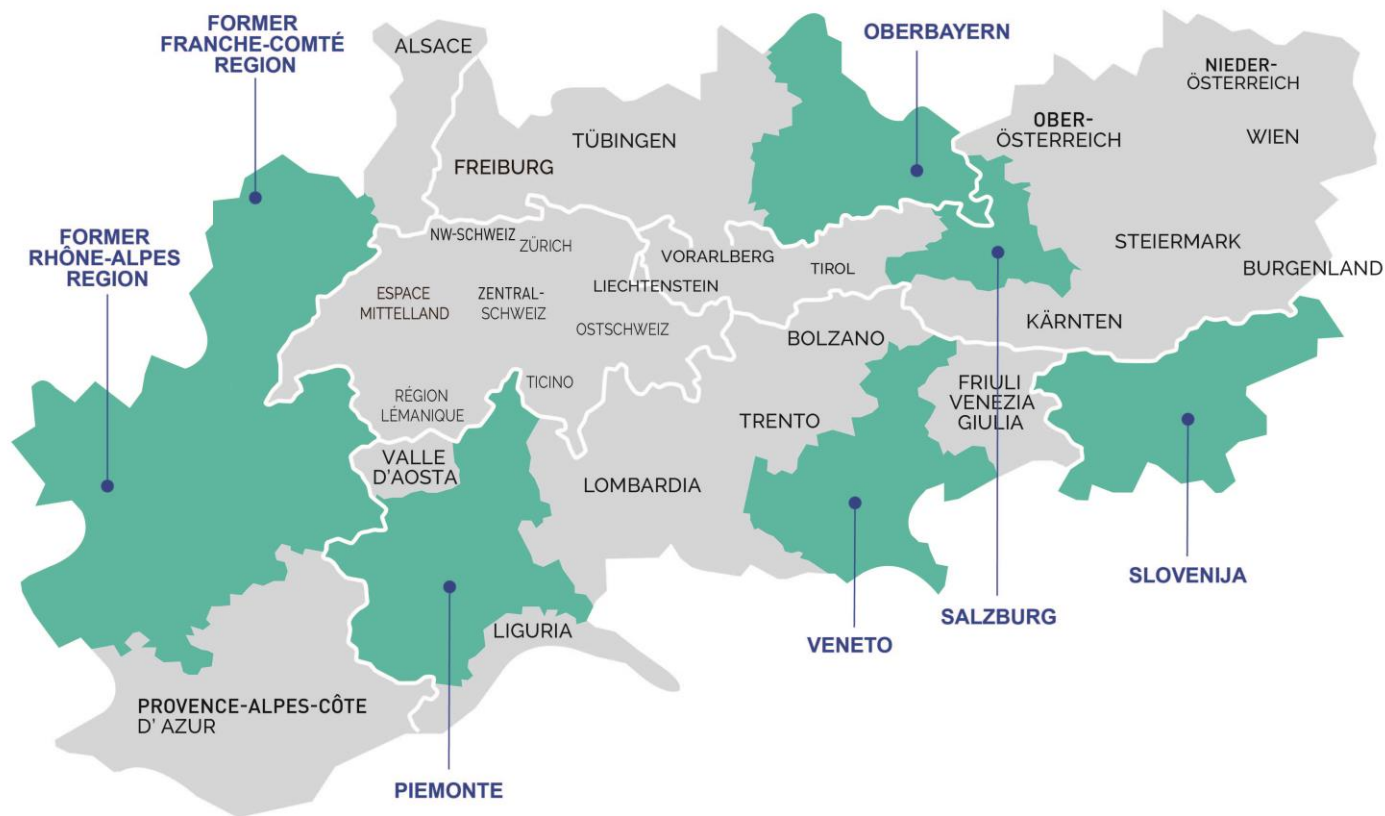 FORMER
FRANCHE-COMTÉ
REGION
ALSACE
OBERBAYERN
NIEDER-
ÖSTERREICH
OBER-
ÖSTERREICH
WIEN
TÜBINGEN
FREIBURG
FORMER
RHÔNE-ALPES
REGION
NW-SCHWEIZ
ZÜRICH
VORARLBERG
TIROL
STEIERMARK
BURGENLAND
LIECHTENSTEIN
ESPACE
MITTELLAND
ZENTRAL-
SCHWEIZ
OSTSCHWEIZ
KÄRNTEN
BOLZANO
TICINO
RÉGION
LÉMANIQUE
FRIULI
VENEZIA
GIULIA
TRENTO
VALLE
D'AOSTA
LOMBARDIA
SLOVENIJA
SALZBURG
LIGURIA
VENETO
PROVENCE-ALPES-CÔTE
D' AZUR
PIEMONTE